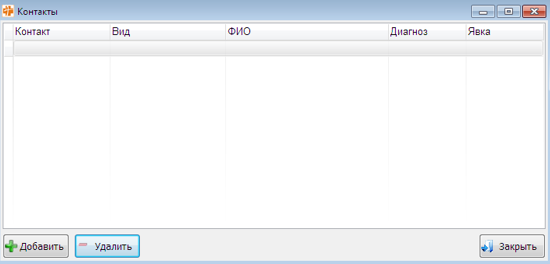 Контакты
Контакт Вид ФИО Диагноз Явка
Добавить Удалить Закрыть